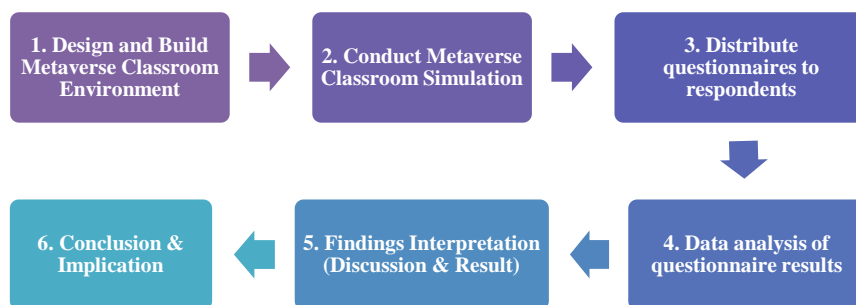 1. Design and Build
Metaverse Classroom
Environment
2. Conduct Metaverse
Classroom Simulation
3. Distribute
questionnaires to
respondents
4. Data analysis of
questionnaire results
5. Findings Interpretation
(Discussion & Result)
6. Conclusion &
Implication